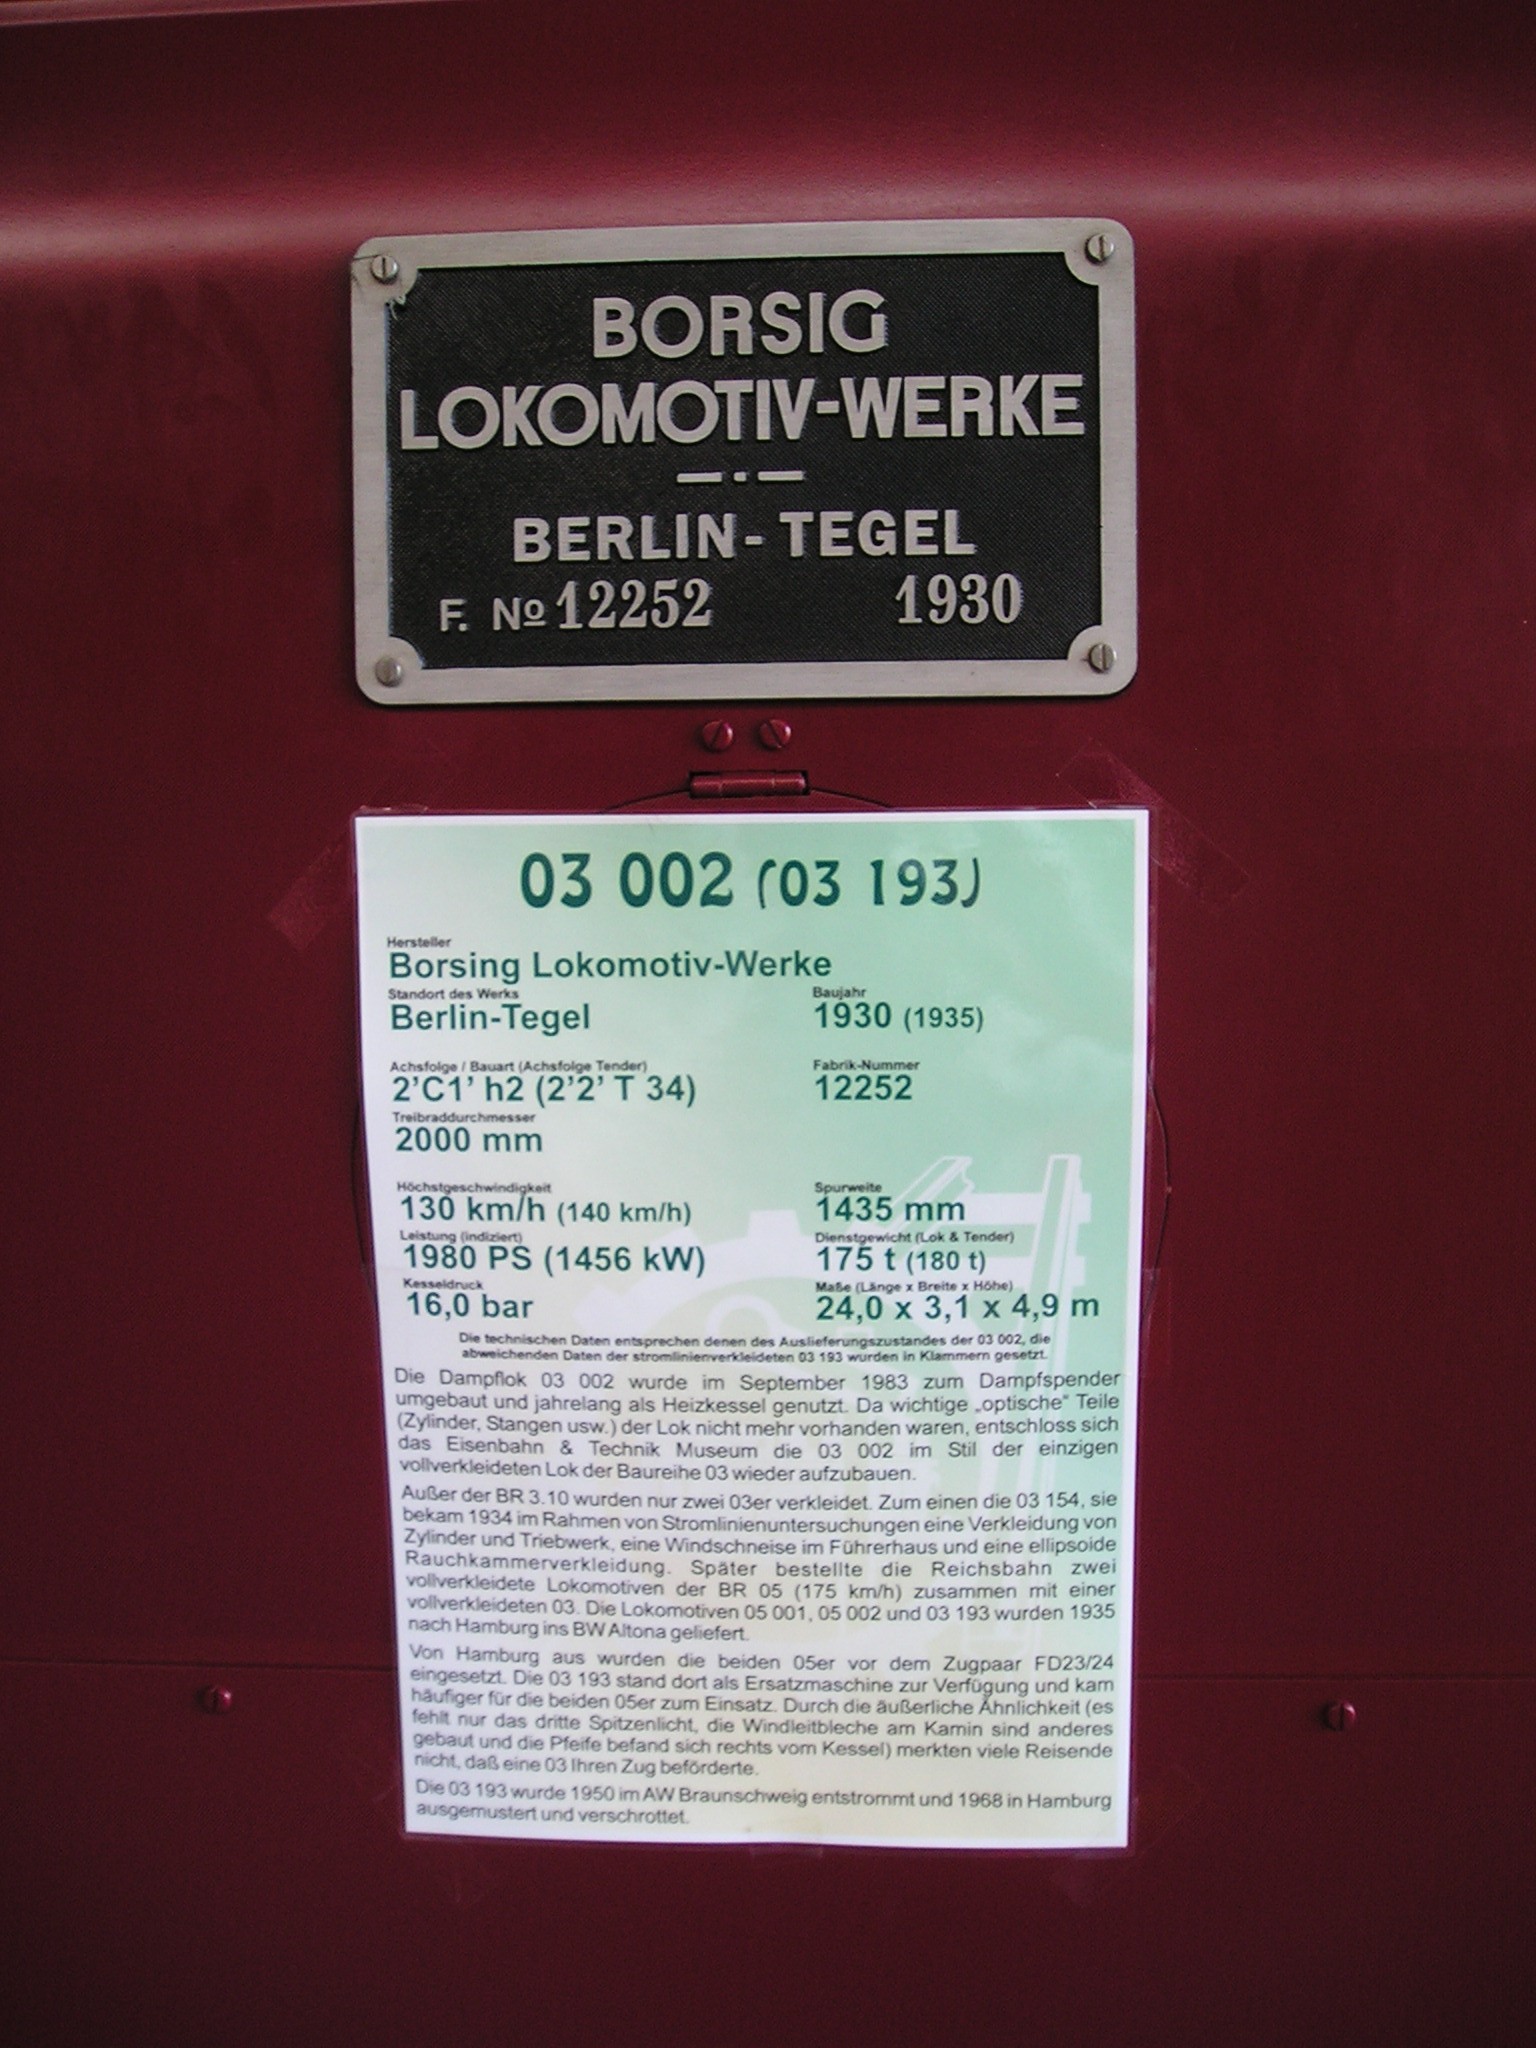 BORSIG
LOKOMOTIV-WERKE
BERLIN-TEGEL
F. Nº 12252 1930
03 002 (03 193)
Hersteller
Borsing Lokomotiv-Werke
Standort des Werks Baujahr
Berlin-Tegel 1930 (1935)
Achsfolge / Bauart (Achsfolge Tender) Fabrik-Nummer
2'C1' h2 (2'2' T 34) 12252
Treibraddurchmesser
2000 mm
Höchstgeschwindigkeit Spurweite
130 km/h (140 km/h) 1435 mm
Leistung (indiziert) Dienstgewicht (Lok & Tender)
1980 PS (1456 kW) 175 t (180 t)
Kesseldruck Maße (Länge x Breite x Höhe)
16,0 bar 24,0 x 3,1 x 4,9 m
Die technischen Daten entsprechen denen des Auslieferungszustandes der 03 002, die
abweichenden Daten der stromlinienverkleideten 03 193 wurden in Klammern gesetzt.
Die Dampflok 03 002 wurde im September 1983 zum Dampfspender
umgebaut und jahrelang als Heizkessel genutzt. Da wichtige „optische“ Teile
(Zylinder, Stangen usw.) der Lok nicht mehr vorhanden waren, entschloss sich
das Eisenbahn & Technik Museum die 03 002 im Stil der einzigen
vollverkleideten Lok der Baureihe 03 wieder aufzubauen.
Außer der BR 3.10 wurden nur zwei 03er verkleidet. Zum einen die 03 154, sie
bekam 1934 im Rahmen von Stromlinienuntersuchungen eine Verkleidung von
Zylinder und Triebwerk, eine Windschneise im Führerhaus und eine ellipsoide
Rauchkammerverkleidung. Später bestellte die Reichsbahn zwei
vollverkleidete Lokomotiven der BR 05 (175 km/h) zusammen mit einer
vollverkleideten 03. Die Lokomotiven 05 001, 05 002 und 03 193 wurden 1935
nach Hamburg ins BW Altona geliefert.
Von Hamburg aus wurden die beiden 05er vor dem Zugpaar FD23/24
eingesetzt. Die 03 193 stand dort als Ersatzmaschine zur Verfügung und kam
häufiger für die beiden 05er zum Einsatz. Durch die äußerliche Ähnlichkeit (es
fehlt nur das dritte Spitzenlicht, die Windleitbleche am Kamin sind anderes
gebaut und die Pfeife befand sich rechts vom Kessel) merkten viele Reisende
nicht, daß eine 03 Ihren Zug beförderte.
Die 03 193 wurde 1950 im AW Braunschweig entstrommt und 1968 in Hamburg
ausgemustert und verschrottet.